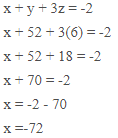 x + y + 3z = -2
x + 52 + 3(6) = -2
x + 52 + 18 = -2
x + 70 = -2
x = -2 - 70
x =-72